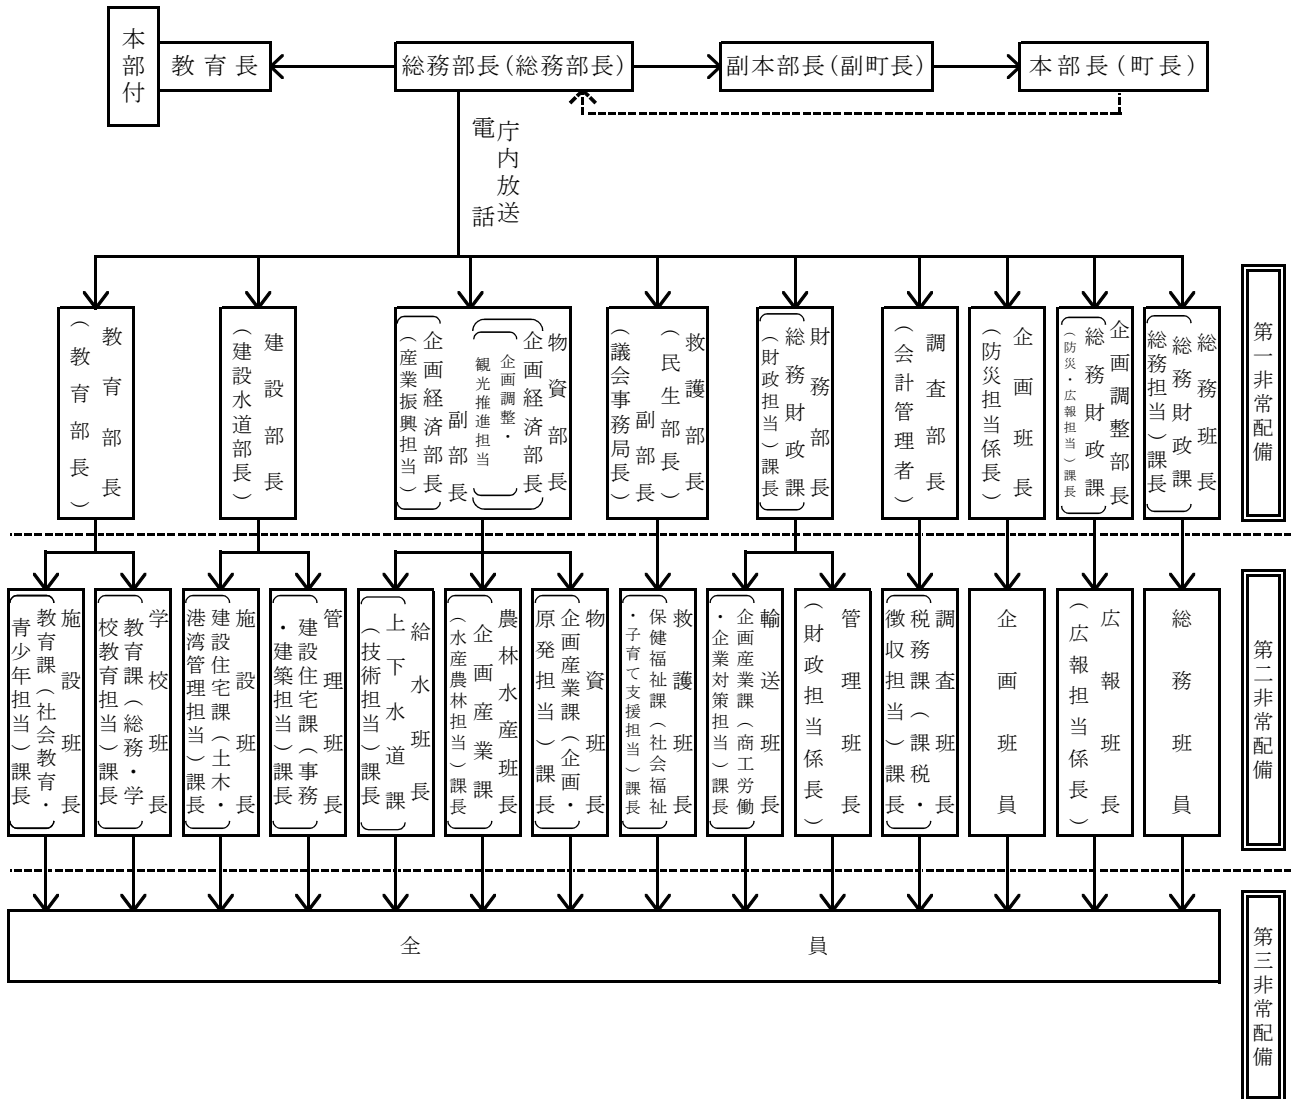 本部付
教育長
総務部長(総務部長)
副本部長(副町長)
本部長(町長)
庁内放送
電話
第一非常配備
総務班長
総務財政課
(総務担当)課長
企画調整部長
総務財政課
(防災・広報担当)課長
企画班長
(防災担当係長)
調査部長
(会計管理者)
財務部長
総務財政課
(財政担当)課長
救護部長
(民生部長)
副部長
(議会事務局長)
物資部長
企画経済部長
企画調整・
観光推進担当
副部長
企画経済部長
(産業振興担当)
建設部長
(建設水道部長)
教育部長
(教育部長)
第二非常配備
総務班員
広報班長
(広報担当係長)
企画班員
調査班長
税務課(課税・
徴収担当)課長
管理班長
(財政担当係長)
輸送班長
企画産業課(商工労働
・企業対策担当)課長
救護班長
保健福祉課(社会福祉
・子育て支援担当)課長
物資班長
企画産業課(企画・
原発担当)課長
農林水産班長
企画産業課
(水産農林担当)課長
給水班長
上下水道課
(技術担当)課長
管理班長
建設住宅課(事務
・建築担当)課長
施設班長
建設住宅課(土木・
港湾管理担当)課長
学校班長
教育課(総務・学
校教育担当)課長
施設班長
教育課(社会教育・
青少年担当)課長
全員
第三非常配備